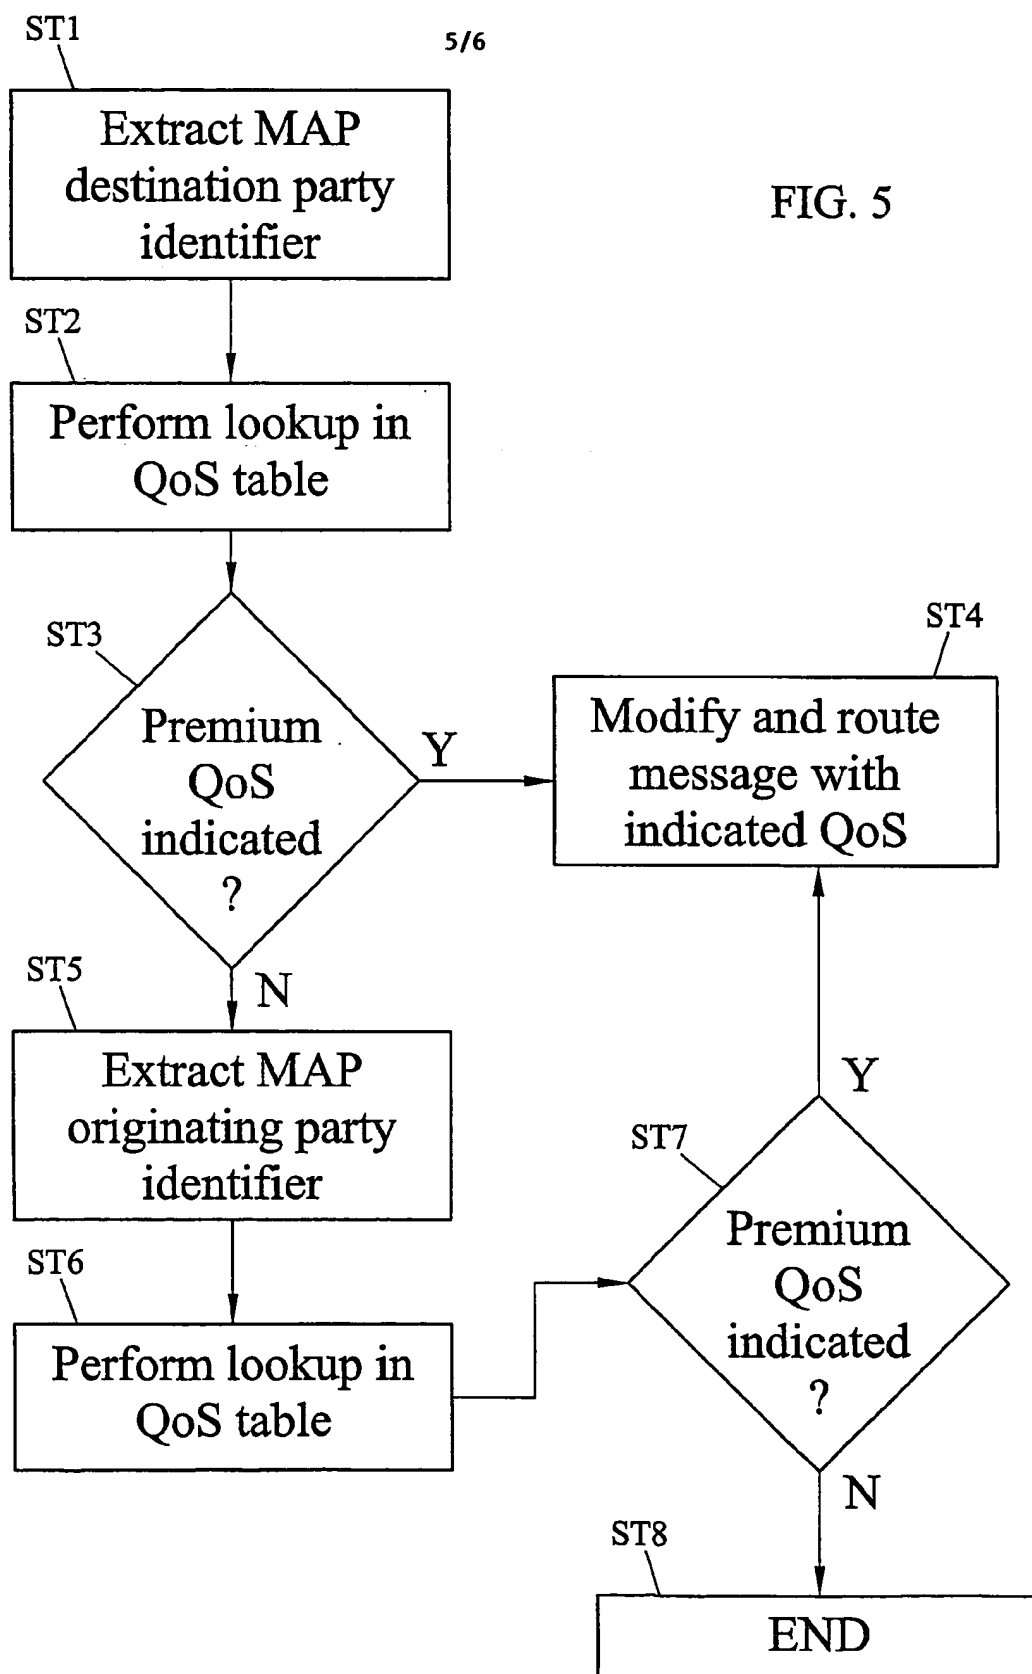 ST1
5/6
Extract MAP
destination party
identifier
FIG. 5
ST2
Perform lookup in
QoS table
ST3
Premium
QoS
indicated
?
Y
ST4
Modify and route
message with
indicated QoS
N
ST5
Extract MAP
originating party
identifier
ST6
Perform lookup in
QoS table
ST7
Premium
QoS
indicated
?
Y
N
ST8
END